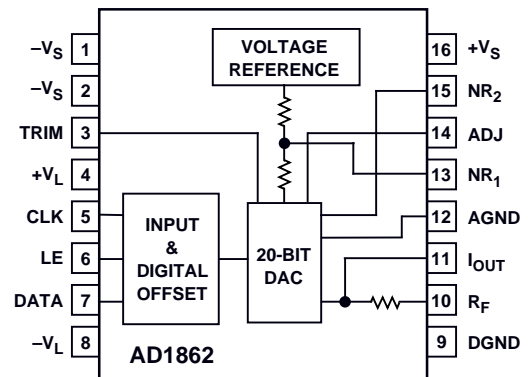 –VS 1
–VS 2
TRIM 3
+VL 4
CLK 5
LE 6
DATA 7
–VL 8
VOLTAGE
REFERENCE
INPUT
&
DIGITAL
OFFSET
20-BIT
DAC
AD1862
16 +VS
15 NR2
14 ADJ
13 NR1
12 AGND
11 IOUT
10 RF
9 DGND